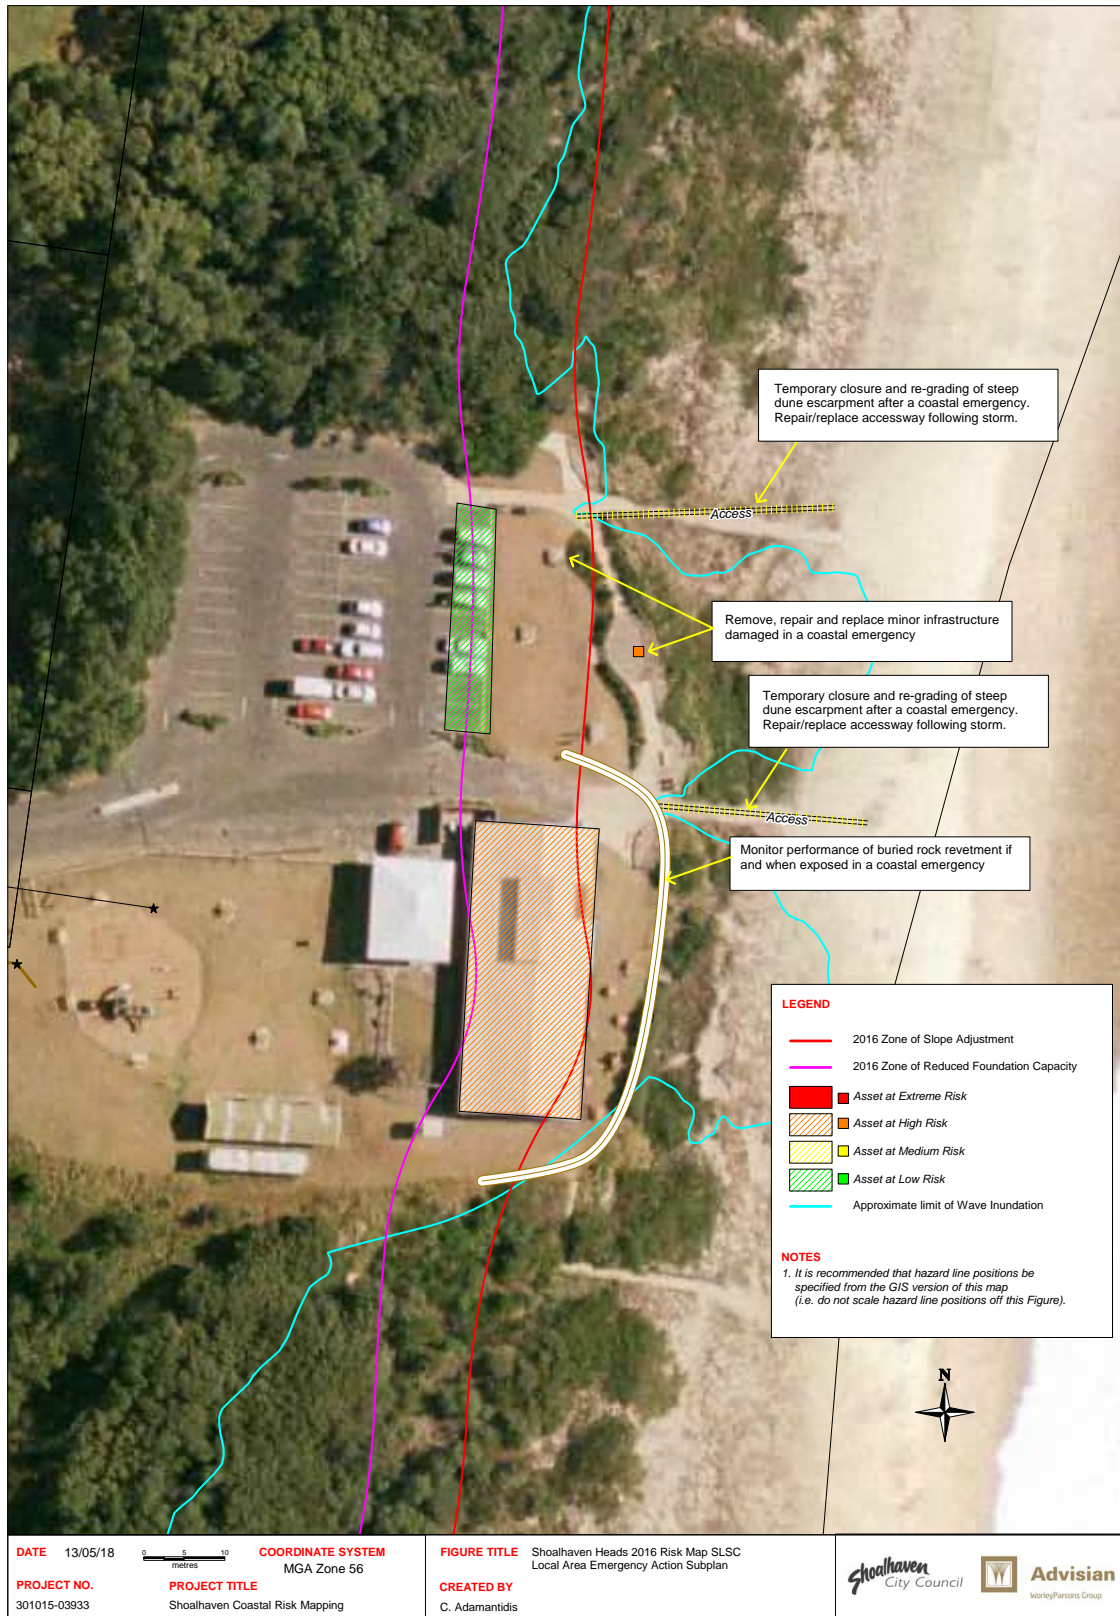 Temporary closure and re-grading of steep
dune escarpment after a coastal emergency.
Repair/replace accessway following storm.
Access
Remove, repair and replace minor infrastructure
damaged in a coastal emergency
Temporary closure and re-grading of steep
dune escarpment after a coastal emergency.
Repair/replace accessway following storm.
Access
Monitor performance of buried rock revetment if
and when exposed in a coastal emergency
LEGEND
2016 Zone of Slope Adjustment
2016 Zone of Reduced Foundation Capacity
Asset at Extreme Risk
Asset at High Risk
Asset at Medium Risk
Asset at Low Risk
Approximate limit of Wave Inundation
NOTES
1. It is recommended that hazard line positions be
specified from the GIS version of this map
(i.e. do not scale hazard line positions off this Figure).
N
DATE 13/05/18
0 5 10
metres
COORDINATE SYSTEM
MGA Zone 56
PROJECT NO.
301015-03933
PROJECT TITLE
Shoalhaven Coastal Risk Mapping
FIGURE TITLE Shoalhaven Heads 2016 Risk Map SLSC
Local Area Emergency Action Subplan
CREATED BY
C. Adamantidis
Shoalhaven
City Council
Advisian
WorleyParsons Group